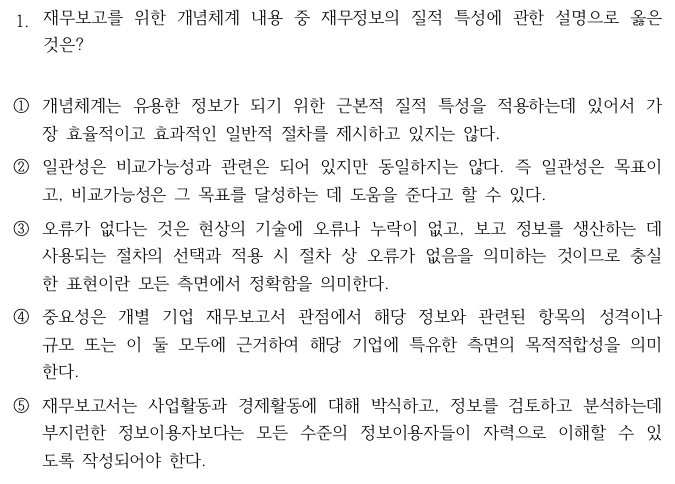 1. 재무보고를 위한 개념체계 내용 중 재무정보의 질적 특성에 관한 설명으로 옳은
것은?
① 개념체계는 유용한 정보가 되기 위한 근본적 질적 특성을 적용하는데 있어서 가
장 효율적이고 효과적인 일반적 절차를 제시하고 있지는 않다.
② 일관성은 비교가능성과 관련은 되어 있지만 동일하지는 않다. 즉 일관성은 목표이
고, 비교가능성은 그 목표를 달성하는 데 도움을 준다고 할 수 있다.
③ 오류가 없다는 것은 현상의 기술에 오류나 누락이 없고, 보고 정보를 생산하는 데
사용되는 절차의 선택과 적용 시 절차 상 오류가 없음을 의미하는 것이므로 충실
한 표현이란 모든 측면에서 정확함을 의미한다.
④ 중요성은 개별 기업 재무보고서 관점에서 해당 정보와 관련된 항목의 성격이나
규모 또는 이 둘 모두에 근거하여 해당 기업에 특유한 측면의 목적적합성을 의미
한다.
⑤ 재무보고서는 사업활동과 경제활동에 대해 박식하고, 정보를 검토하고 분석하는데
부지런한 정보이용자보다는 모든 수준의 정보이용자들이 자력으로 이해할 수 있
도록 작성되어야 한다.